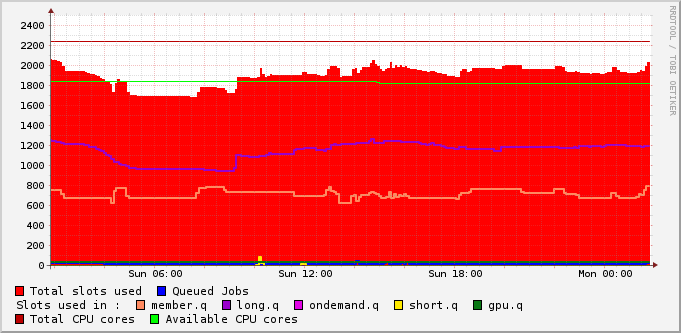 2400
2200
2000
1800
1600
1400
1200
1000
800
600
400
200
0
Sun 06:00 Sun 12:00 Sun 18:00 Mon 00:00
Total slots used Queued Jobs
Slots used in : member.q long.q ondemand.q short.q gpu.q
Total CPU cores Available CPU cores
RRDTOOL / TOBI OETIKER